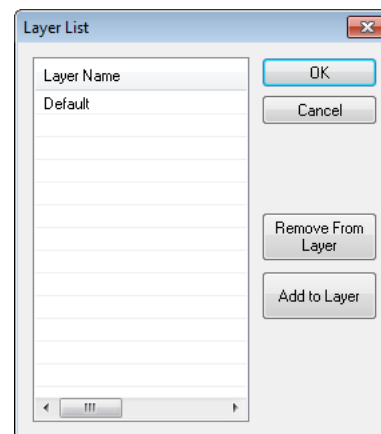 Layer List
Layer Name
Default
OK
Cancel
Remove From
Layer
Add to Layer